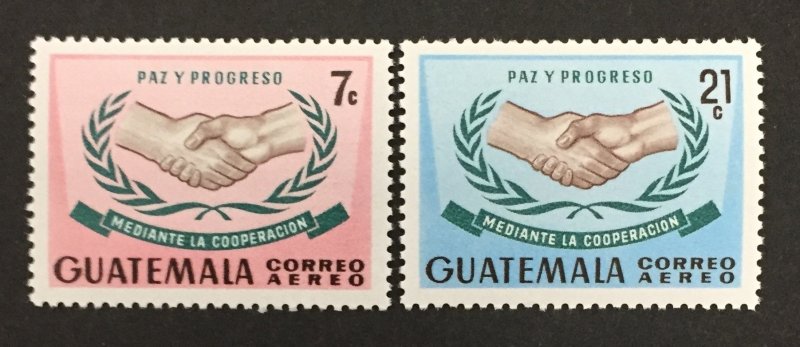 PAZ Y PROGRESO
7c
MEDIANTE LA COOPERACION
GUATEMALA CORREO AEREO
PAZ Y PROGRESO
21c
MEDIANTE LA COOPERACION
GUATEMALA CORREO AEREO